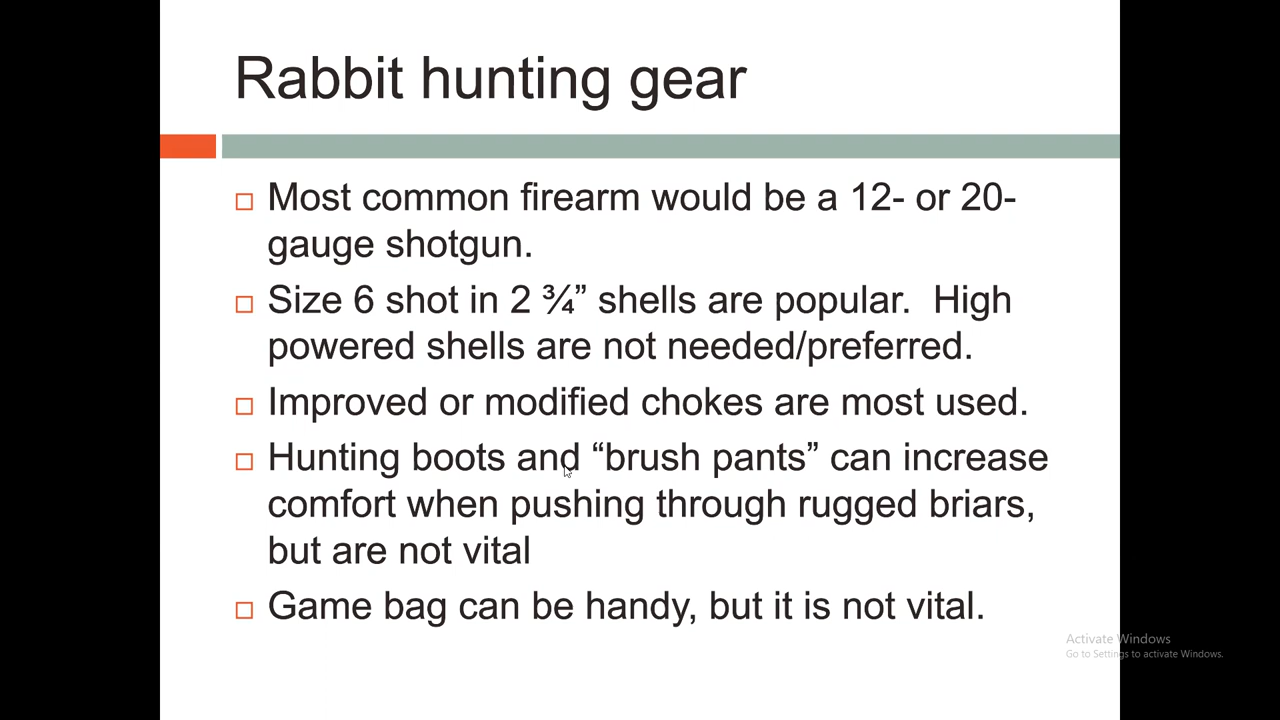 Rabbit hunting gear
Most common firearm would be a 12- or 20-
gauge shotgun.
Size 6 shot in 2 ¾” shells are popular.  High
powered shells are not needed/preferred.
Improved or modified chokes are most used.
Hunting boots and “brush pants” can increase
comfort when pushing through rugged briars,
but are not vital
Game bag can be handy, but it is not vital.
Activate Windows
Go to Settings to activate Windows.